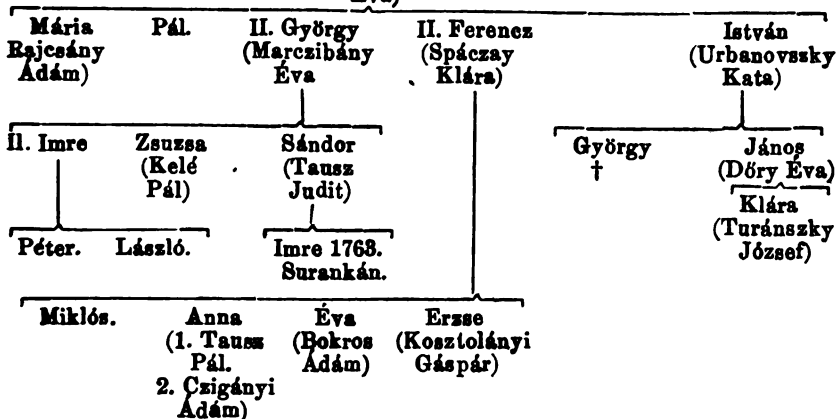 Éva)
Mária Pál. II. György II. Ferencz István
Rajcsány (Marczibány (Spáczay (Urbanovszky
Ádám) Éva Klára) Kata)
II. Imre Zsuzsa Sándor György János
(Kelé (Tausz † (Dőry Éva)
Pál) Judit) Klára
(Turánszky
Péter. László. Imre 1763. József)
Surankán.
Miklós. Anna Éva Erzse
(1. Tausz (Bokros (Kosztolányi
Pál. Ádám) Gáspár)
2. Czigányi
Ádám)